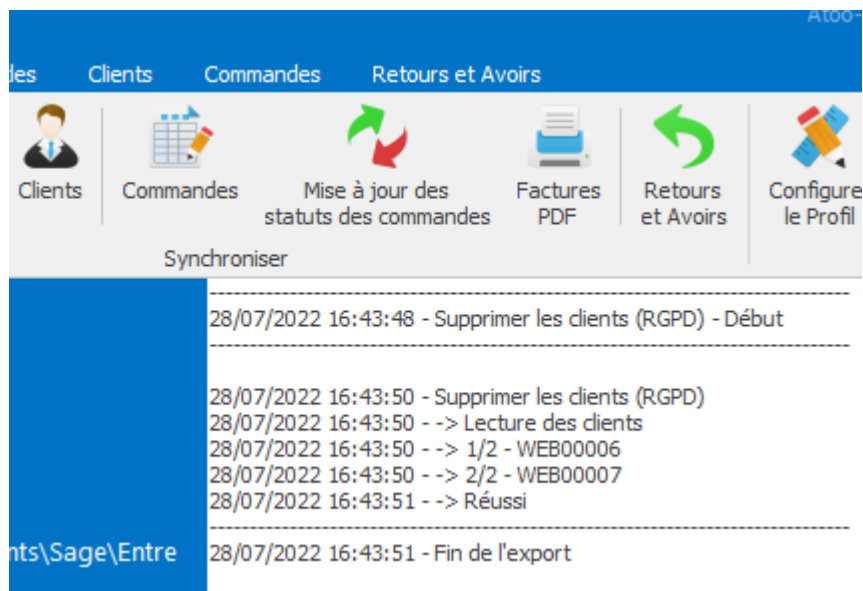 Atoo-
des Clients Commandes Retours et Avoirs
Clients Commandes Mise à jour des Factures Retours Configure
statuts des commandes PDF et Avoirs le Profil
Synchroniser
28/07/2022 16:43:48 - Supprimer les clients (RGPD) - Début
28/07/2022 16:43:50 - Supprimer les clients (RGPD)
28/07/2022 16:43:50 - -> Lecture des clients
28/07/2022 16:43:50 - -> 1/2 - WEB00006
28/07/2022 16:43:50 - -> 2/2 - WEB00007
28/07/2022 16:43:51 - -> Réussi
nts\Sage\Entre
28/07/2022 16:43:51 - Fin de l'export